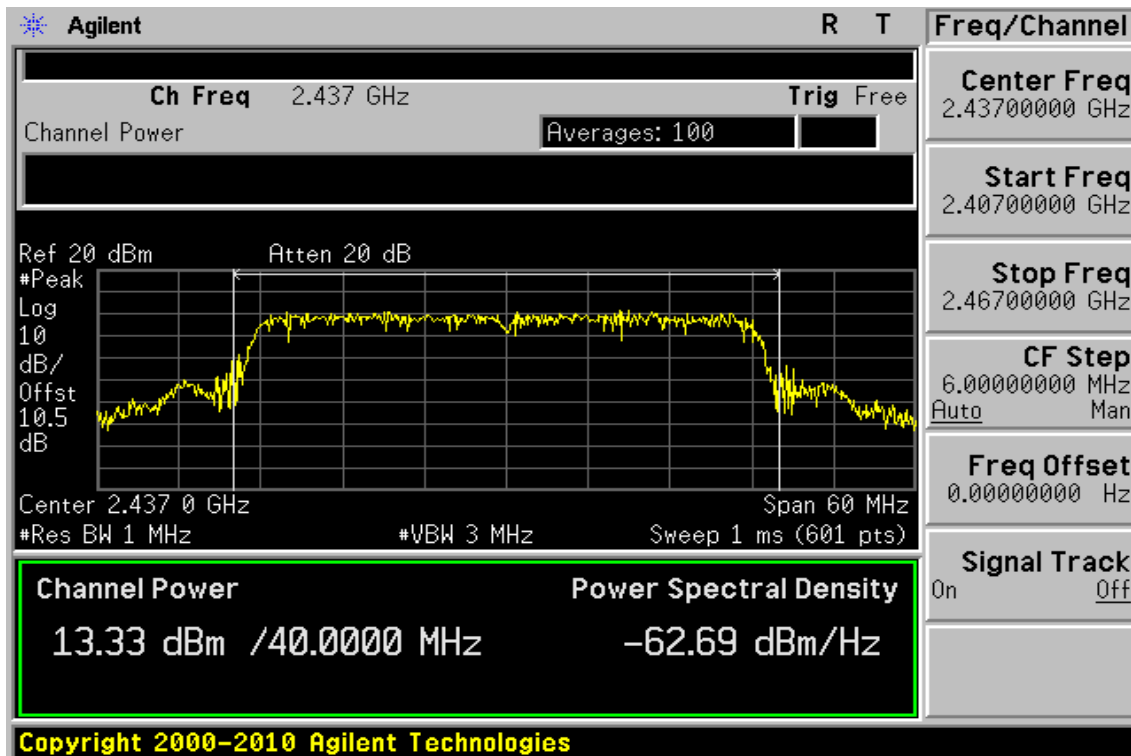 Agilent R T
Ch Freq 2.437 GHz Trig Free
Channel Power Averages: 100
Ref 20 dBm Atten 20 dB
#Peak
Log
10
dB/
Offst
10.5
dB
Center 2.437 0 GHz Span 60 MHz
#Res BW 1 MHz #VBW 3 MHz Sweep 1 ms (601 pts)
Channel Power Power Spectral Density
13.33 dBm /40.0000 MHz -62.69 dBm/Hz
Copyright 2000-2010 Agilent Technologies
Freq/Channel
Center Freq
2.43700000 GHz
Start Freq
2.40700000 GHz
Stop Freq
2.46700000 GHz
CF Step
6.00000000 MHz
Auto Man
Freq Offset
0.00000000 Hz
Signal Track
On Off